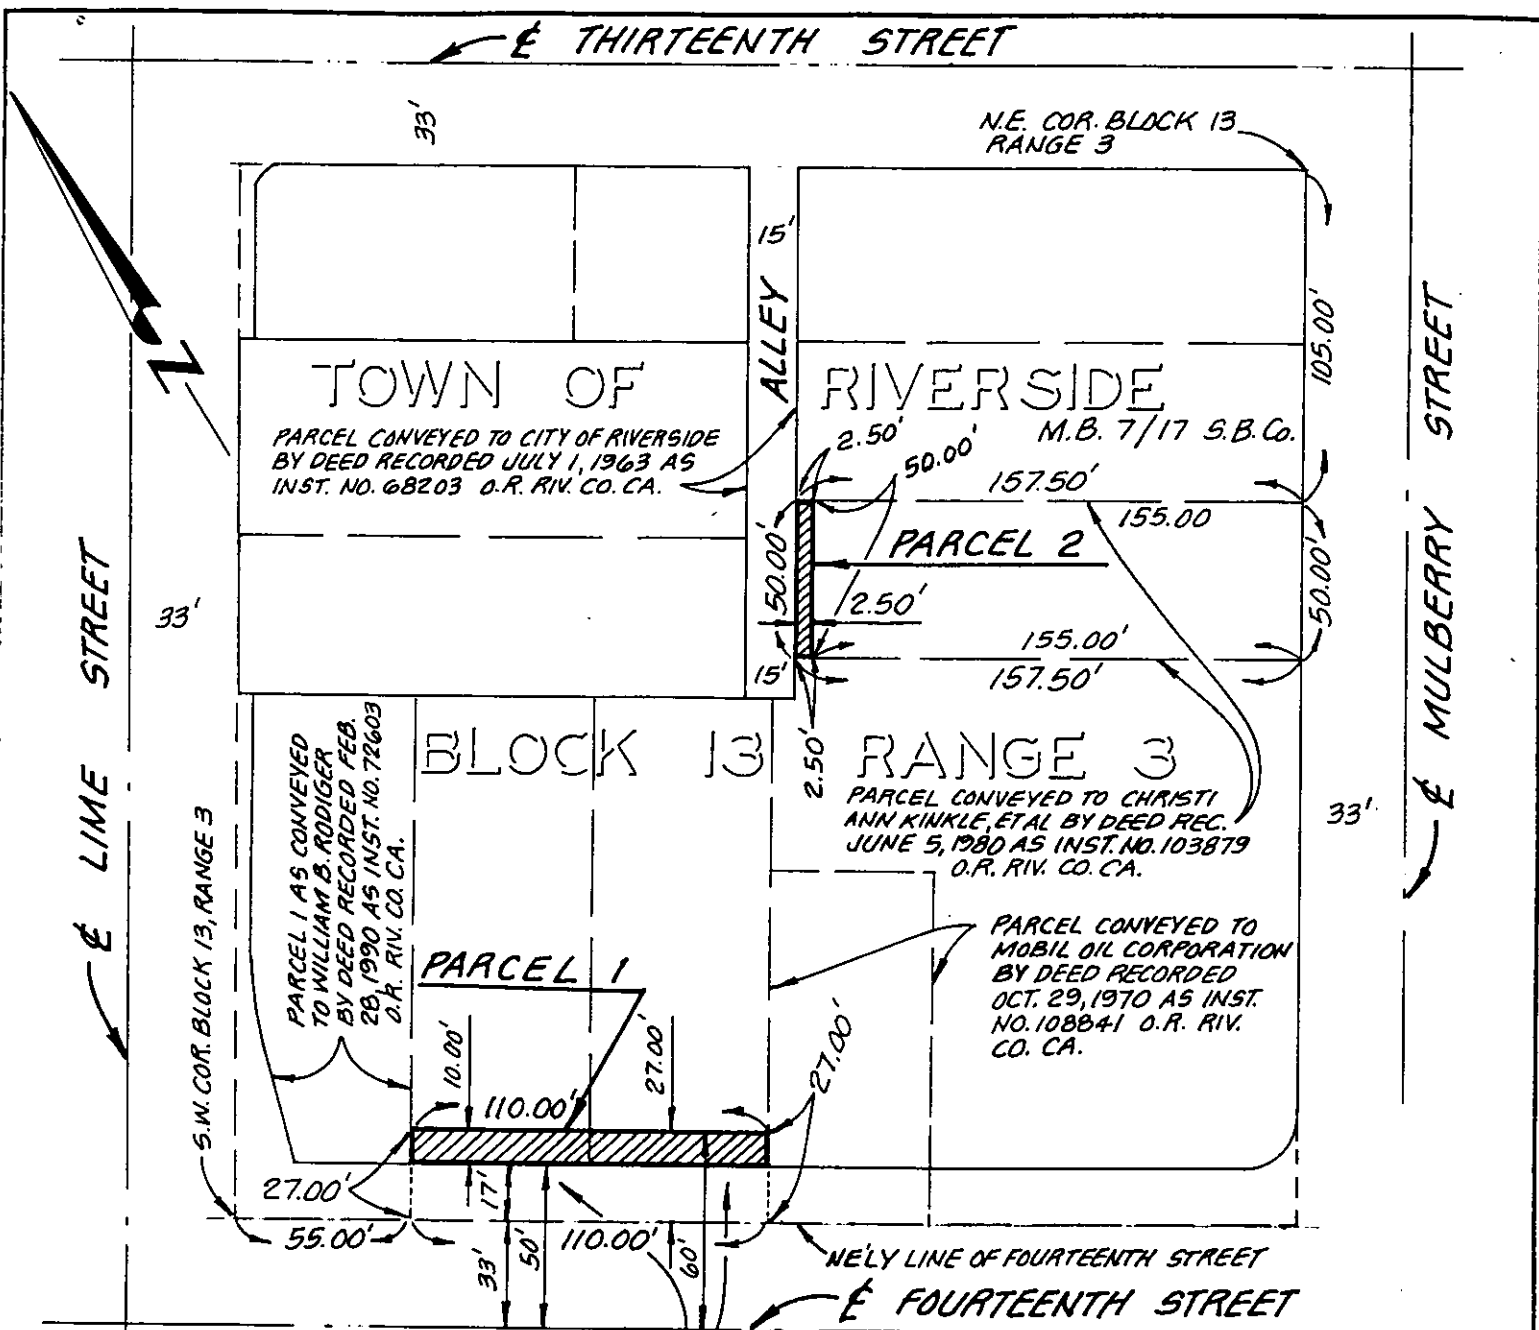 ℄ THIRTEENTH STREET
33'
N.E. COR. BLOCK 13
RANGE 3
15'
ALLEY
105.00'
℄ MULBERRY STREET
N
TOWN OF RIVERSIDE
M.B. 7/17 S.B. Co.
PARCEL CONVEYED TO CITY OF RIVERSIDE
BY DEED RECORDED JULY 1, 1963 AS
INST. NO. 68203 O.R. RIV. CO. CA.
2.50'
50.00'
157.50'
155.00
PARCEL 2
50.00'
2.50'
50.00'
155.00'
157.50'
15'
2.50'
33'
℄ LIME STREET
BLOCK 13 RANGE 3
PARCEL CONVEYED TO CHRISTI
ANN KINKLE, ET AL BY DEED REC.
JUNE 5, 1980 AS INST. NO. 103879
O.R. RIV. CO. CA.
33'
PARCEL 1 AS CONVEYED
TO WILLIAM B. RODIGER
BY DEED RECORDED FEB.
28, 1990 AS INST. NO. 72603
O.R. RIV. CO. CA.
S.W. COR. BLOCK 13, RANGE 3
PARCEL CONVEYED TO
MOBIL OIL CORPORATION
BY DEED RECORDED
OCT. 29, 1970 AS INST.
NO. 108841 O.R. RIV.
CO. CA.
PARCEL 1
10.00'
110.00'
27.00'
27.00'
27.00'
17'
55.00'
33'
50'
110.00'
60'
NE'LY LINE OF FOURTEENTH STREET
℄ FOURTEENTH STREET